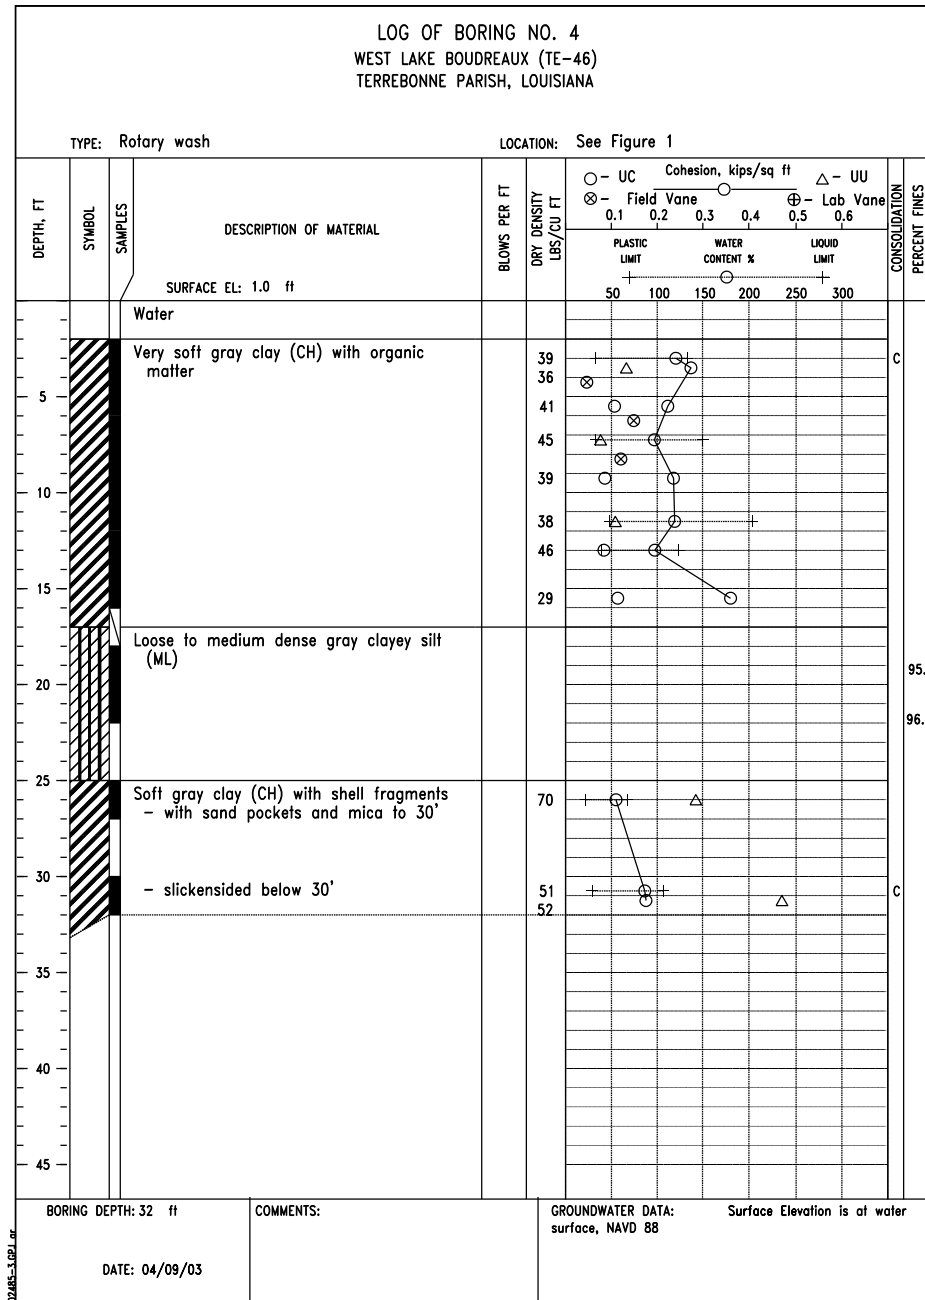 LOG OF BORING NO. 4
WEST LAKE BOUDREAUX (TE-46)
TERREBONNE PARISH, LOUISIANA
TYPE: Rotary wash
LOCATION: See Figure 1
DEPTH, FT
SYMBOL
SAMPLES
DESCRIPTION OF MATERIAL
SURFACE EL: 1.0 ft
BLOWS PER FT
DRY DENSITY
LBS/CU FT
Cohesion, kips/sq ft
- UC
- UU
- Field Vane
- Lab Vane
0.1 0.2 0.3 0.4 0.5 0.6
PLASTIC LIMIT
WATER CONTENT %
LIQUID LIMIT
50 100 150 200 250 300
CONSOLIDATION
PERCENT FINES
Water
Very soft gray clay (CH) with organic
matter
39
C
36
5
41
45
10
39
38
46
15
29
Loose to medium dense gray clayey silt
(ML)
95.
20
96.
25
Soft gray clay (CH) with shell fragments
- with sand pockets and mica to 30'
70
30
- slickensided below 30'
51
C
52
35
40
45
BORING DEPTH: 32 ft
DATE: 04/09/03
COMMENTS:
GROUNDWATER DATA: Surface Elevation is at water
surface, NAVD 88